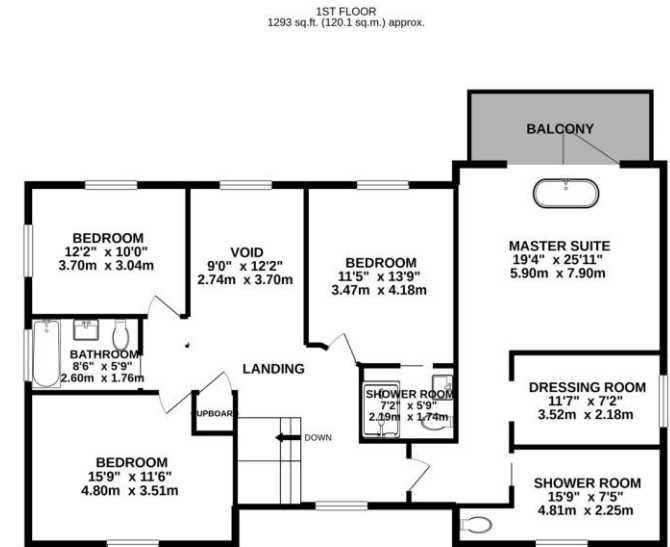 1ST FLOOR
1293 sq.ft. (120.1 sq.m.) approx.
BALCONY
BEDROOM
12'2" x 10'0"
3.70m x 3.04m
VOID
9'0" x 12'2"
2.74m x 3.70m
BEDROOM
11'5" x 13'9"
3.47m x 4.18m
MASTER SUITE
19'4" x 25'11"
5.90m x 7.90m
BATHROOM
8'6" x 5'9"
2.60m x 1.76m
LANDING
SHOWER ROOM
7'2" x 5'9"
2.19m x 1.74m
DRESSING ROOM
11'7" x 7'2"
3.52m x 2.18m
UPBOARD
DOWN
BEDROOM
15'9" x 11'6"
4.80m x 3.51m
SHOWER ROOM
15'9" x 7'5"
4.81m x 2.25m